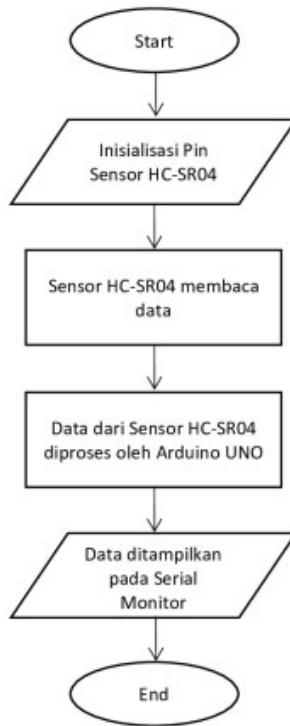 Start
Inisialisasi Pin
Sensor HC-SR04
Sensor HC-SR04 membaca
data
Data dari Sensor HC-SR04
diproses oleh Arduino UNO
Data ditampilkan
pada Serial
Monitor
End